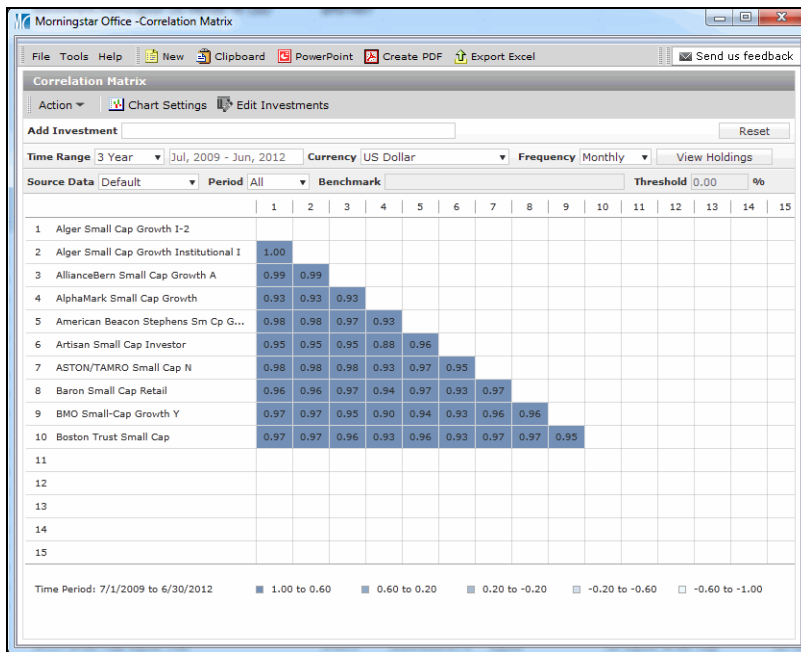 Morningstar Office -Correlation Matrix
File Tools Help New Clipboard PowerPoint Create PDF Export Excel Send us feedback
Correlation Matrix
Action Chart Settings Edit Investments
Add Investment Reset
Time Range 3 Year Jul, 2009 - Jun, 2012 Currency US Dollar Frequency Monthly View Holdings
Source Data Default Period All Benchmark Threshold 0.00 %
1 2 3 4 5 6 7 8 9 10 11 12 13 14 15
1 Alger Small Cap Growth I-2
2 Alger Small Cap Growth Institutional I 1.00
3 AllianceBern Small Cap Growth A 0.99 0.99
4 AlphaMark Small Cap Growth 0.93 0.93 0.93
5 American Beacon Stephens Sm Cp G... 0.98 0.98 0.97 0.93
6 Artisan Small Cap Investor 0.95 0.95 0.95 0.88 0.96
7 ASTON/TAMRO Small Cap N 0.98 0.98 0.98 0.93 0.97 0.95
8 Baron Small Cap Retail 0.96 0.96 0.97 0.94 0.97 0.93 0.97
9 BMO Small-Cap Growth Y 0.97 0.97 0.95 0.90 0.94 0.93 0.96 0.96
10 Boston Trust Small Cap 0.97 0.97 0.96 0.93 0.96 0.93 0.97 0.97 0.95
11
12
13
14
15
Time Period: 7/1/2009 to 6/30/2012 1.00 to 0.60 0.60 to 0.20 0.20 to -0.20 -0.20 to -0.60 -0.60 to -1.00